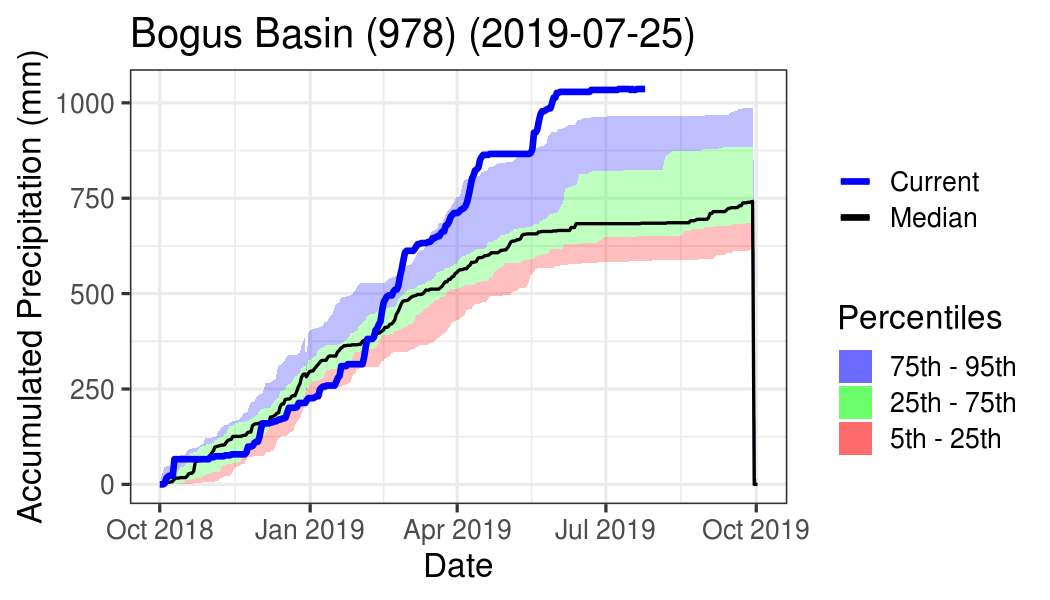 Bogus Basin (978) (2019-07-25)
Accumulated Precipitation (mm)
1000
750
500
250
0
Oct 2018
Jan 2019
Apr 2019
Jul 2019
Oct 2019
Date
Current
Median
Percentiles
75th - 95th
25th - 75th
5th - 25th